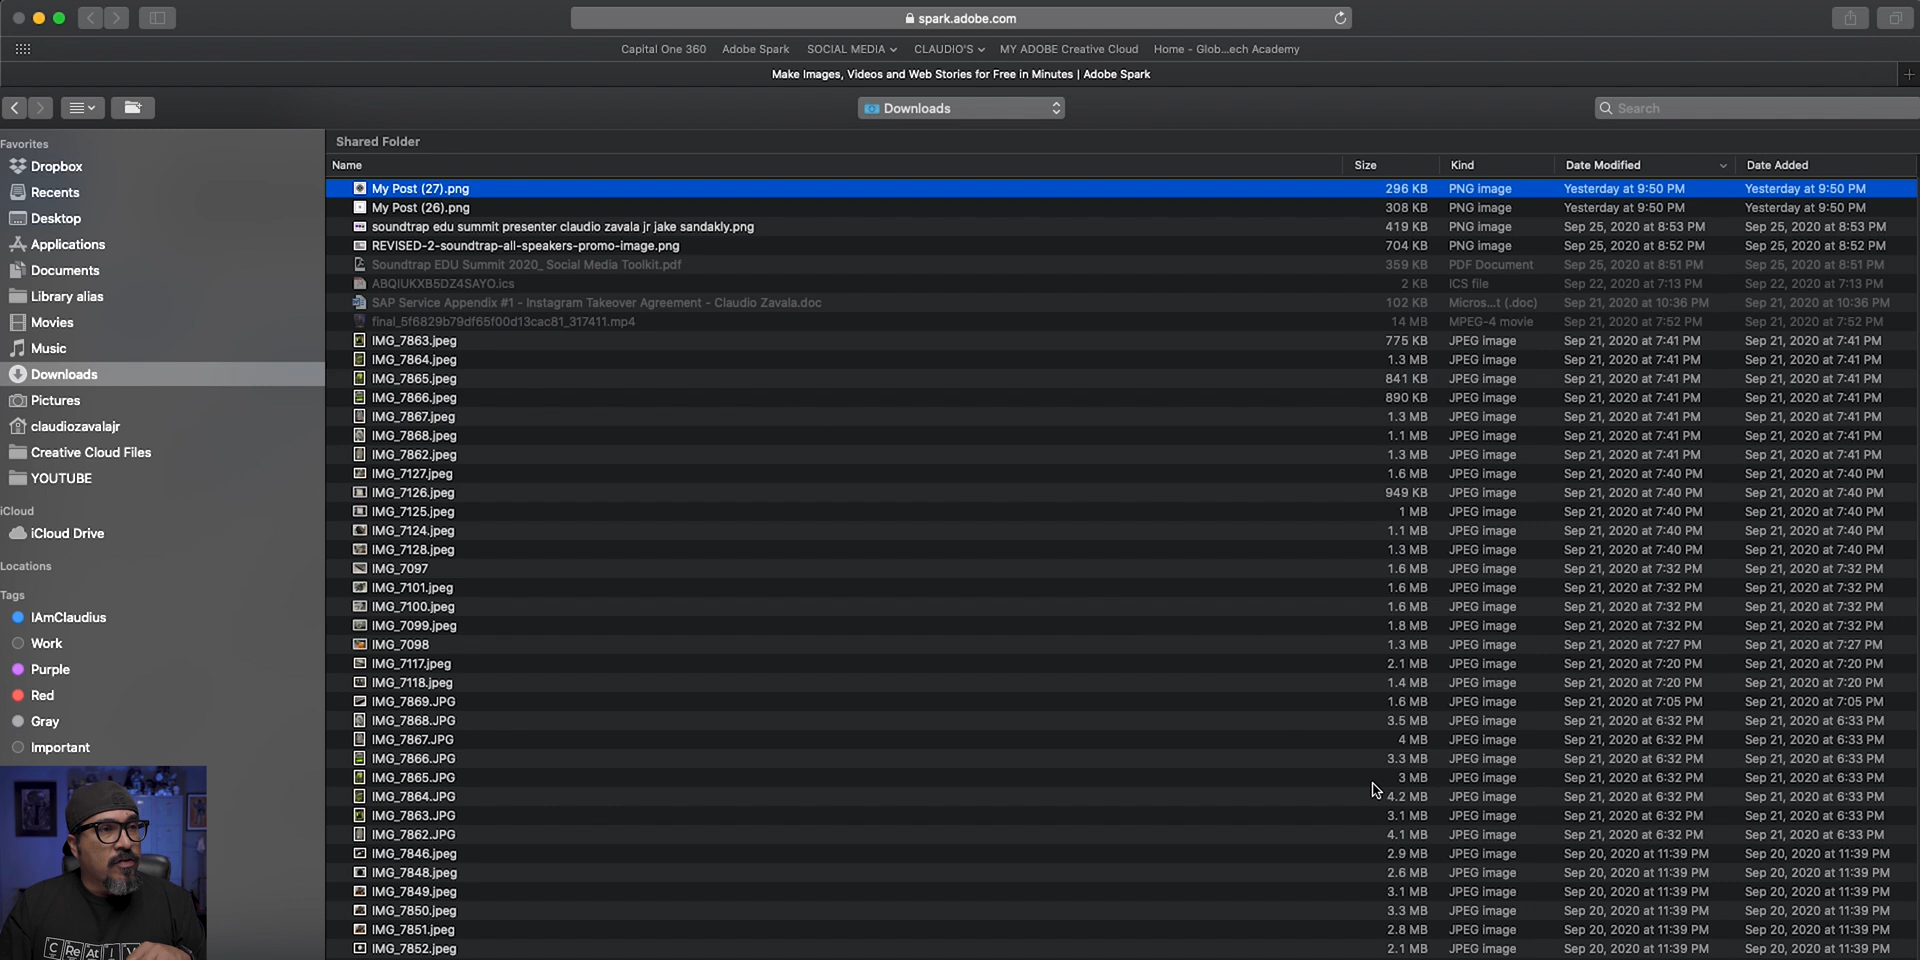 spark.adobe.com
Capital One 360 Adobe Spark SOCIAL MEDIA CLAUDIO'S MY ADOBE Creative Cloud Home - Glob...ech Academy
Make Images, Videos and Web Stories for Free in Minutes | Adobe Spark
Downloads Search
Favorites
Dropbox
Recents
Desktop
Applications
Documents
Library alias
Movies
Music
Downloads
Pictures
claudiozavalajr
Creative Cloud Files
YOUTUBE
iCloud
iCloud Drive
Locations
Tags
IAmClaudius
Work
Purple
Red
Gray
Important
Shared Folder
Name Size Kind Date Modified Date Added
My Post (27).png 296 KB PNG image Yesterday at 9:50 PM Yesterday at 9:50 PM
My Post (26).png 308 KB PNG image Yesterday at 9:50 PM Yesterday at 9:50 PM
soundtrap edu summit presenter claudio zavala jr jake sandakly.png 419 KB PNG image Sep 25, 2020 at 8:53 PM Sep 25, 2020 at 8:53 PM
REVISED-2-soundtrap-all-speakers-promo-image.png 704 KB PNG image Sep 25, 2020 at 8:52 PM Sep 25, 2020 at 8:52 PM
Soundtrap EDU Summit 2020_ Social Media Toolkit.pdf 359 KB PDF Document Sep 25, 2020 at 8:51 PM Sep 25, 2020 at 8:51 PM
ABQIUKXB5DZ4SAYO.ics 2 KB ICS file Sep 22, 2020 at 7:13 PM Sep 22, 2020 at 7:13 PM
SAP Service Appendix #1 - Instagram Takeover Agreement - Claudio Zavala.doc 102 KB Micros...t (.doc) Sep 21, 2020 at 10:36 PM Sep 21, 2020 at 10:36 PM
final_5f6829b79df65f00d13cac81_317411.mp4 14 MB MPEG-4 movie Sep 21, 2020 at 7:52 PM Sep 21, 2020 at 7:52 PM
IMG_7863.jpeg 775 KB JPEG image Sep 21, 2020 at 7:41 PM Sep 21, 2020 at 7:41 PM
IMG_7864.jpeg 1.3 MB JPEG image Sep 21, 2020 at 7:41 PM Sep 21, 2020 at 7:41 PM
IMG_7865.jpeg 841 KB JPEG image Sep 21, 2020 at 7:41 PM Sep 21, 2020 at 7:41 PM
IMG_7866.jpeg 890 KB JPEG image Sep 21, 2020 at 7:41 PM Sep 21, 2020 at 7:41 PM
IMG_7867.jpeg 1.3 MB JPEG image Sep 21, 2020 at 7:41 PM Sep 21, 2020 at 7:41 PM
IMG_7868.jpeg 1.1 MB JPEG image Sep 21, 2020 at 7:41 PM Sep 21, 2020 at 7:41 PM
IMG_7862.jpeg 1.3 MB JPEG image Sep 21, 2020 at 7:41 PM Sep 21, 2020 at 7:41 PM
IMG_7127.jpeg 1.6 MB JPEG image Sep 21, 2020 at 7:40 PM Sep 21, 2020 at 7:40 PM
IMG_7126.jpeg 949 KB JPEG image Sep 21, 2020 at 7:40 PM Sep 21, 2020 at 7:40 PM
IMG_7125.jpeg 1 MB JPEG image Sep 21, 2020 at 7:40 PM Sep 21, 2020 at 7:40 PM
IMG_7124.jpeg 1.1 MB JPEG image Sep 21, 2020 at 7:40 PM Sep 21, 2020 at 7:40 PM
IMG_7128.jpeg 1.3 MB JPEG image Sep 21, 2020 at 7:40 PM Sep 21, 2020 at 7:40 PM
IMG_7097 1.6 MB JPEG image Sep 21, 2020 at 7:32 PM Sep 21, 2020 at 7:32 PM
IMG_7101.jpeg 1.6 MB JPEG image Sep 21, 2020 at 7:32 PM Sep 21, 2020 at 7:32 PM
IMG_7100.jpeg 1.6 MB JPEG image Sep 21, 2020 at 7:32 PM Sep 21, 2020 at 7:32 PM
IMG_7099.jpeg 1.8 MB JPEG image Sep 21, 2020 at 7:32 PM Sep 21, 2020 at 7:32 PM
IMG_7098 1.3 MB JPEG image Sep 21, 2020 at 7:27 PM Sep 21, 2020 at 7:27 PM
IMG_7117.jpeg 2.1 MB JPEG image Sep 21, 2020 at 7:20 PM Sep 21, 2020 at 7:20 PM
IMG_7118.jpeg 1.4 MB JPEG image Sep 21, 2020 at 7:20 PM Sep 21, 2020 at 7:20 PM
IMG_7869.JPG 1.6 MB JPEG image Sep 21, 2020 at 7:05 PM Sep 21, 2020 at 7:05 PM
IMG_7868.JPG 3.5 MB JPEG image Sep 21, 2020 at 6:32 PM Sep 21, 2020 at 6:33 PM
IMG_7867.JPG 4 MB JPEG image Sep 21, 2020 at 6:32 PM Sep 21, 2020 at 6:33 PM
IMG_7866.JPG 3.3 MB JPEG image Sep 21, 2020 at 6:32 PM Sep 21, 2020 at 6:33 PM
IMG_7865.JPG 3 MB JPEG image Sep 21, 2020 at 6:32 PM Sep 21, 2020 at 6:33 PM
IMG_7864.JPG 4.2 MB JPEG image Sep 21, 2020 at 6:32 PM Sep 21, 2020 at 6:33 PM
IMG_7863.JPG 3.1 MB JPEG image Sep 21, 2020 at 6:32 PM Sep 21, 2020 at 6:33 PM
IMG_7862.JPG 4.1 MB JPEG image Sep 21, 2020 at 6:32 PM Sep 21, 2020 at 6:33 PM
IMG_7846.jpeg 2.9 MB JPEG image Sep 20, 2020 at 11:39 PM Sep 20, 2020 at 11:39 PM
IMG_7848.jpeg 2.6 MB JPEG image Sep 20, 2020 at 11:39 PM Sep 20, 2020 at 11:39 PM
IMG_7849.jpeg 3.1 MB JPEG image Sep 20, 2020 at 11:39 PM Sep 20, 2020 at 11:39 PM
IMG_7850.jpeg 3.3 MB JPEG image Sep 20, 2020 at 11:39 PM Sep 20, 2020 at 11:39 PM
IMG_7851.jpeg 2.8 MB JPEG image Sep 20, 2020 at 11:39 PM Sep 20, 2020 at 11:39 PM
IMG_7852.jpeg 2.1 MB JPEG image Sep 20, 2020 at 11:39 PM Sep 20, 2020 at 11:39 PM